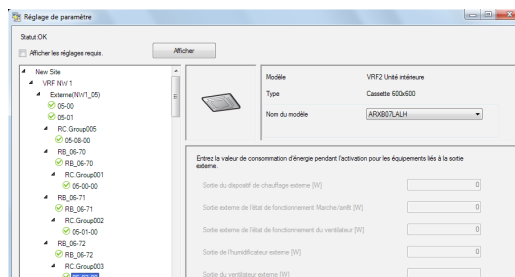 Réglage de paramètre
Statut:OK
Afficher les réglages requis.
Afficher
New Site
VRF NW 1
Externe(NW1_05)
05-00
05-01
RC.Group005
05-08-00
RB_06-70
RB_06-70
RC.Group001
05-00-00
RB_06-71
RB_06-71
RC.Group002
05-01-00
RB_06-72
RB_06-72
RC.Group003
Modèle VRF2 Unité intérieure
Type Cassette 600x600
Nom du modèle ARXB07LALH
Entrez la valeur de consommation d'énergie pendant l'activation pour les équipements liés à la sortie
externe.
Sortie du dispositif de chauffage externe [W] 0
Sortie externe de l'état de fonctionnement Marche/arrêt [W] 0
Sortie externe de l'état de fonctionnement du ventilateur [W] 0
Sortie de l'humidificateur externe [W] 0
Sortie du ventilateur externe [W] 0